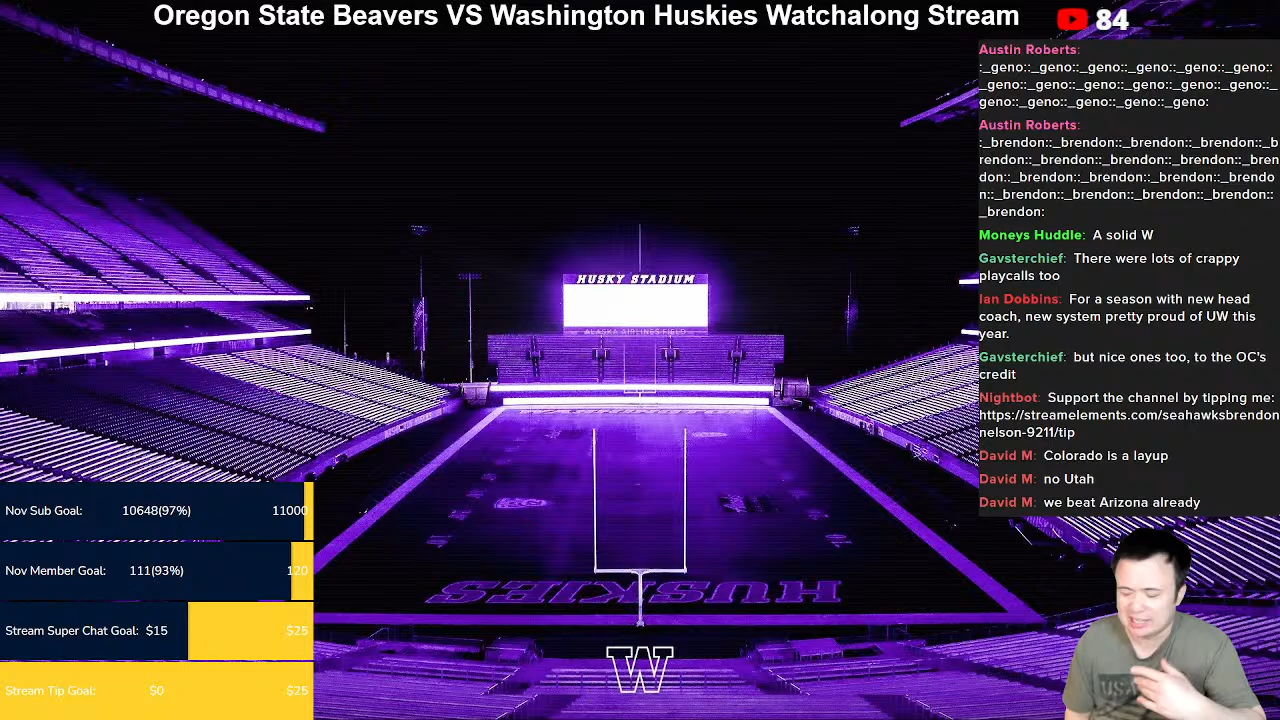 Oregon State Beavers VS Washington Huskies Watchalong Stream
84
Austin Roberts:
:_geno::_geno::_geno::_geno::_geno::_geno::
_geno::_geno::_geno::_geno::_geno::_geno::_
geno::_geno::_geno::_geno::_geno:
Austin Roberts:
:_brendon::_brendon::_brendon::_brendon::_b
rendon::_brendon::_brendon::_brendon::_bren
don::_brendon::_brendon::_brendon::_brendo
n::_brendon::_brendon::_brendon::_brendon::
_brendon:
Moneys Huddle: A solid W
Gavsterchief: There were lots of crappy
playcalls too
Ian Dobbins: For a season with new head
coach, new system pretty proud of UW this
year.
Gavsterchief: but nice ones too, to the OC's
credit
Nightbot: Support the channel by tipping me:
https://streamelements.com/seahawksbrendon
nelson-9211/tip
David M: Colorado is a layup
David M: no Utah
David M: we beat Arizona already
HUSKY STADIUM
ALASKA AIRLINES FIELD
Nov Sub Goal: 10648(97%) 11000
Nov Member Goal: 111(93%) 120
Stream Super Chat Goal: $15 $25
Stream Tip Goal: $0 $25
HUSKIES
W
USA